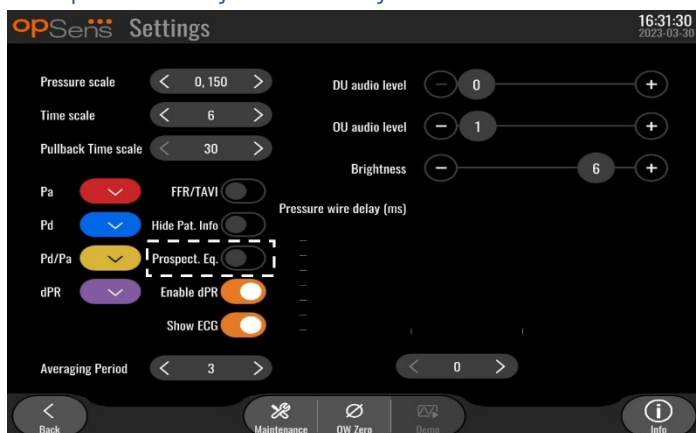 opSens Settings
16:31:30
2023-03-30
Pressure scale 0, 150
Time scale 6
Pullback Time scale 30
Pa FFR/TAVI
Pd Hide Pat. Info
Pd/Pa Prospect. Eq.
dPR Enable dPR
Show ECG
Averaging Period 3
DU audio level 0
OU audio level 1
Brightness 6
Pressure wire delay (ms)
0
Back
Maintenance
OW Zero
Demo
Info